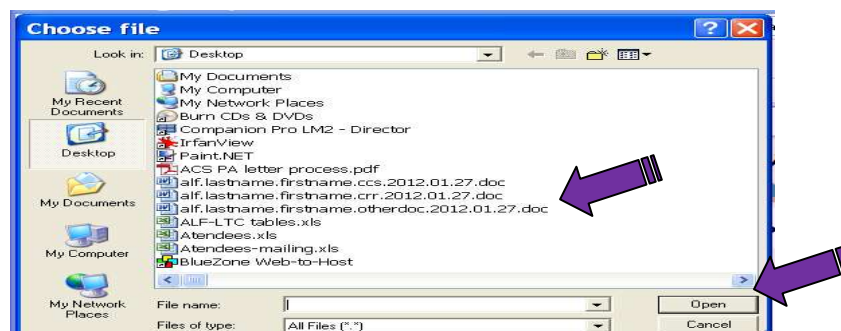 Choose file
Look in:
Desktop
My Recent
Documents
Desktop
My Documents
My Computer
My Network
Places
My Documents
My Computer
My Network Places
Burn CDs & DVDs
Companion Pro LM2 - Director
IrfanView
Paint.NET
ACS PA letter process.pdf
alf.lastname.firstname.ccs.2012.01.27.doc
alf.lastname.firstname.crr.2012.01.27.doc
alf.lastname.firstname.otherdoc.2012.01.27.doc
ALF-LTC tables.xls
Atendees.xls
Atendees-mailing.xls
BlueZone Web-to-Host
File name:
Open
Files of type:
All Files (*.*)
Cancel